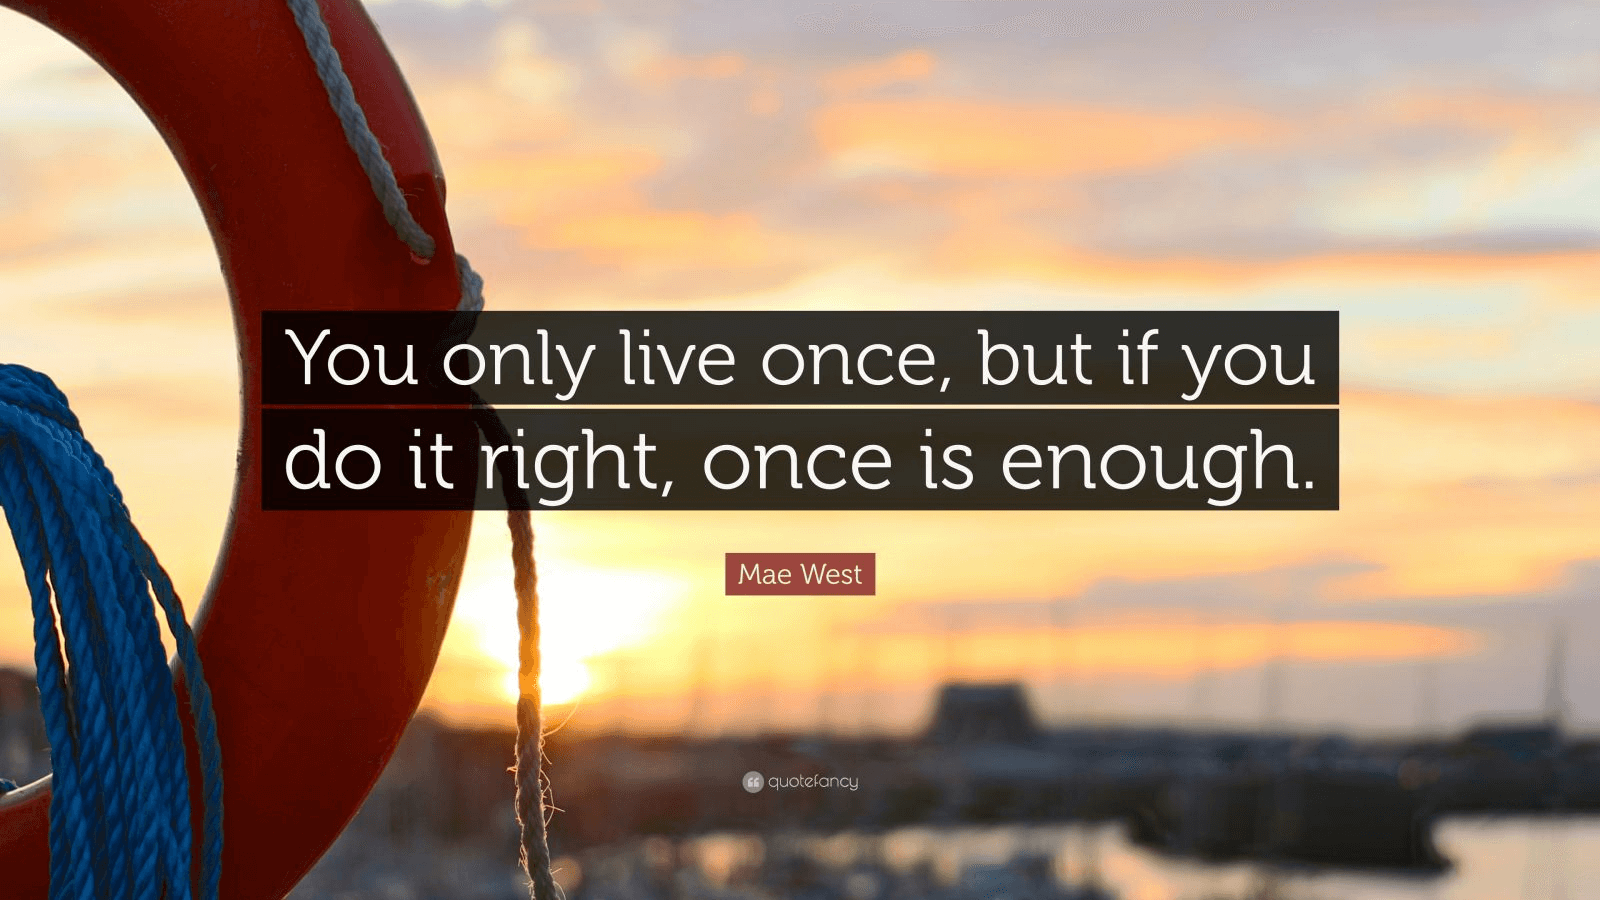 You only live once, but if you
do it right, once is enough.
Mae West
quotefancy